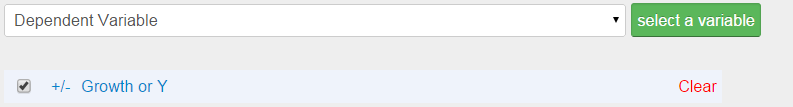 Dependent Variable select a variable
+/- Growth or Y Clear